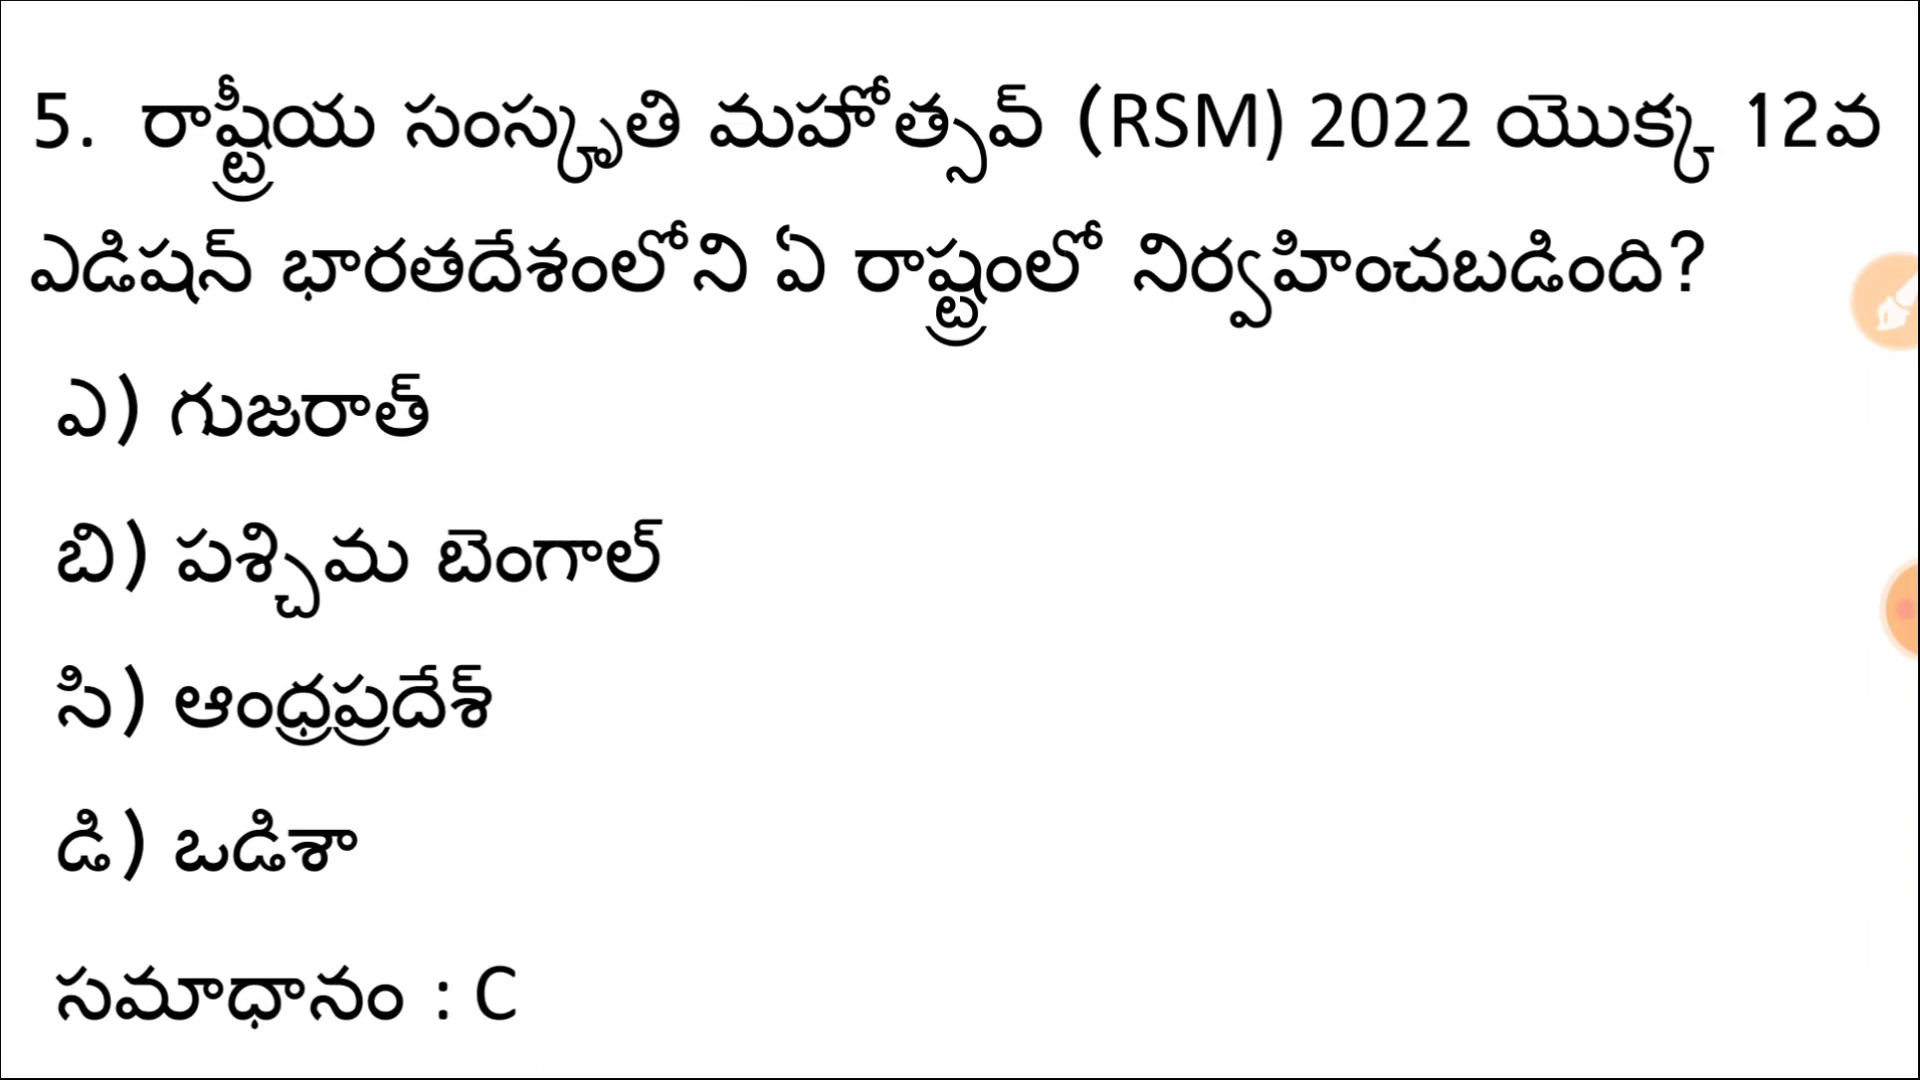 5. రాష్ట్రీయ సంస్కృతి మహోత్సవ్ (RSM) 2022 యొక్క 12వ
ఎడిషన్ భారతదేశంలోని ఏ రాష్ట్రంలో నిర్వహించబడింది?
ఎ) గుజరాత్
బి) పశ్చిమ బెంగాల్
సి) ఆంధ్రప్రదేశ్
డి) ఒడిశా
సమాధానం : C